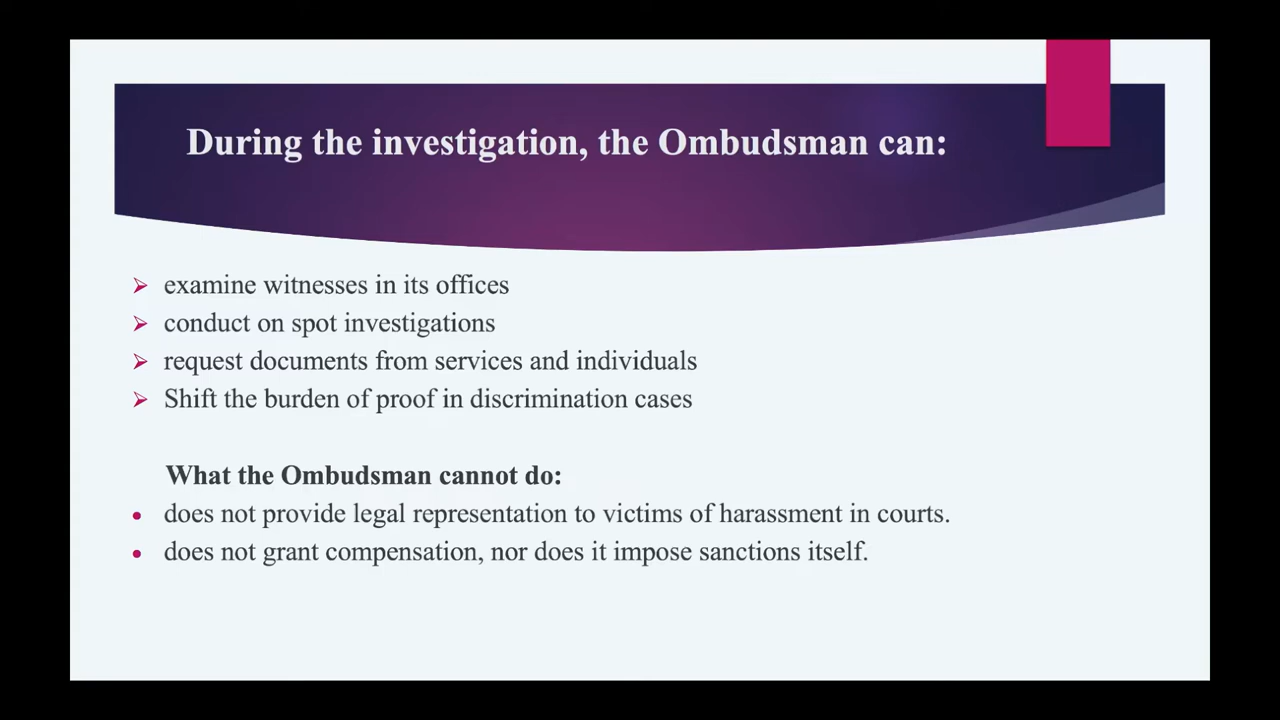 During the investigation, the Ombudsman can:
examine witnesses in its offices
conduct on spot investigations
request documents from services and individuals
Shift the burden of proof in discrimination cases
What the Ombudsman cannot do:
does not provide legal representation to victims of harassment in courts.
does not grant compensation, nor does it impose sanctions itself.